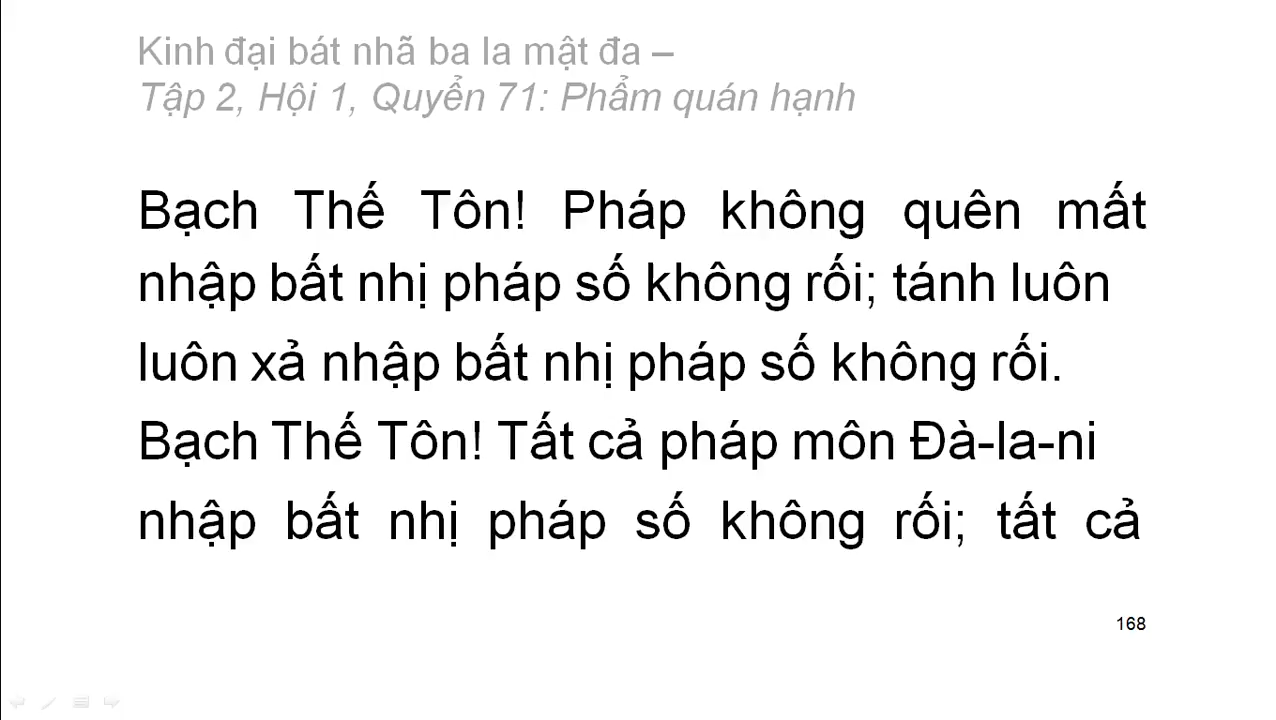 Kinh đại bát nhã ba la mật đa –
Tập 2, Hội 1, Quyển 71: Phẩm quán hạnh
Bạch Thế Tôn! Pháp không quên mất
nhập bất nhị pháp số không rối; tánh luôn
luôn xả nhập bất nhị pháp số không rối.
Bạch Thế Tôn! Tất cả pháp môn Đà-la-ni
nhập bất nhị pháp số không rối; tất cả
168